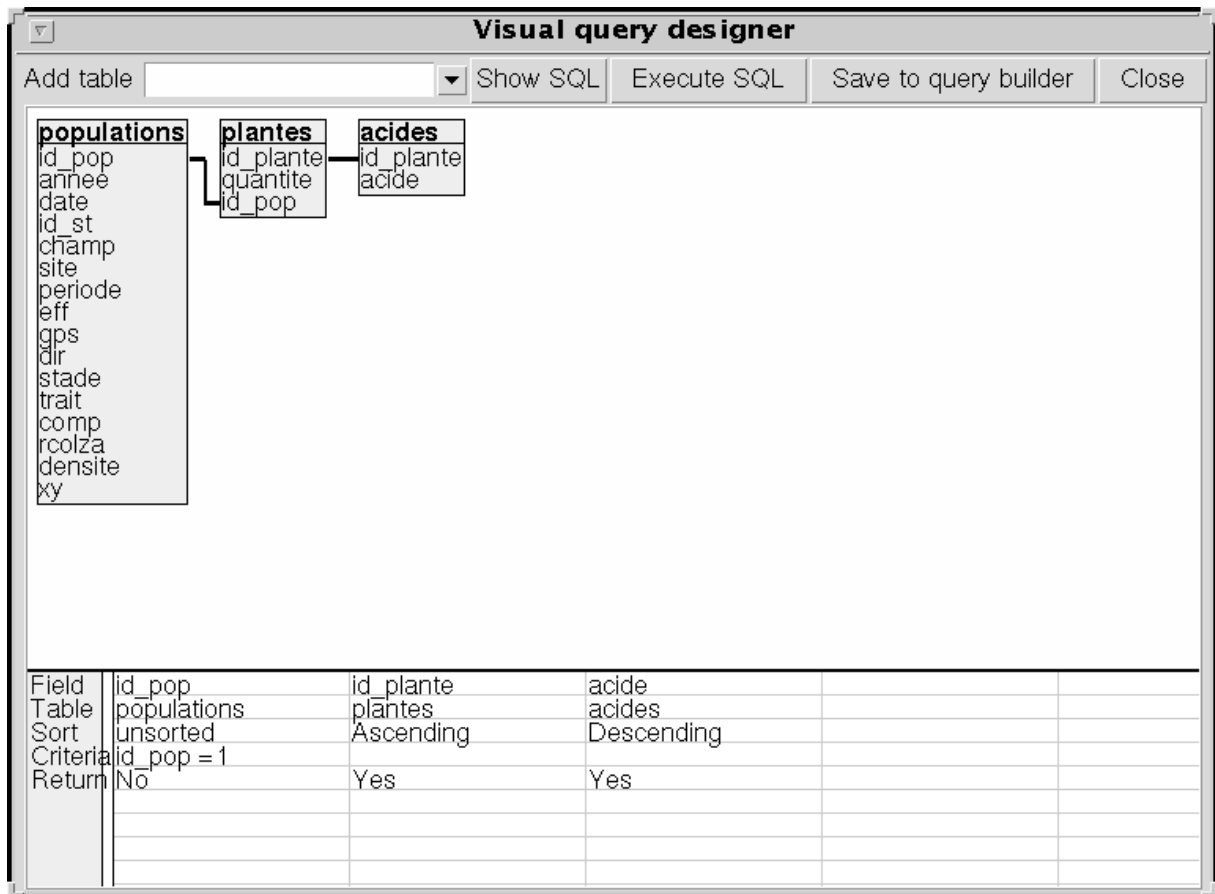 Visual query designer
Add table Show SQL Execute SQL Save to query builder Close
populations
id_pop
annee
date
id_st
champ
site
periode
eff
gps
dir
stade
trait
comp
rcolza
densite
xy
plantes
id_plante
quantite
id_pop
acides
id_plante
acide
Field id_pop id_plante acide
Table populations plantes acides
Sort unsorted Ascending Descending
Criteria id_pop = 1
Return No Yes Yes